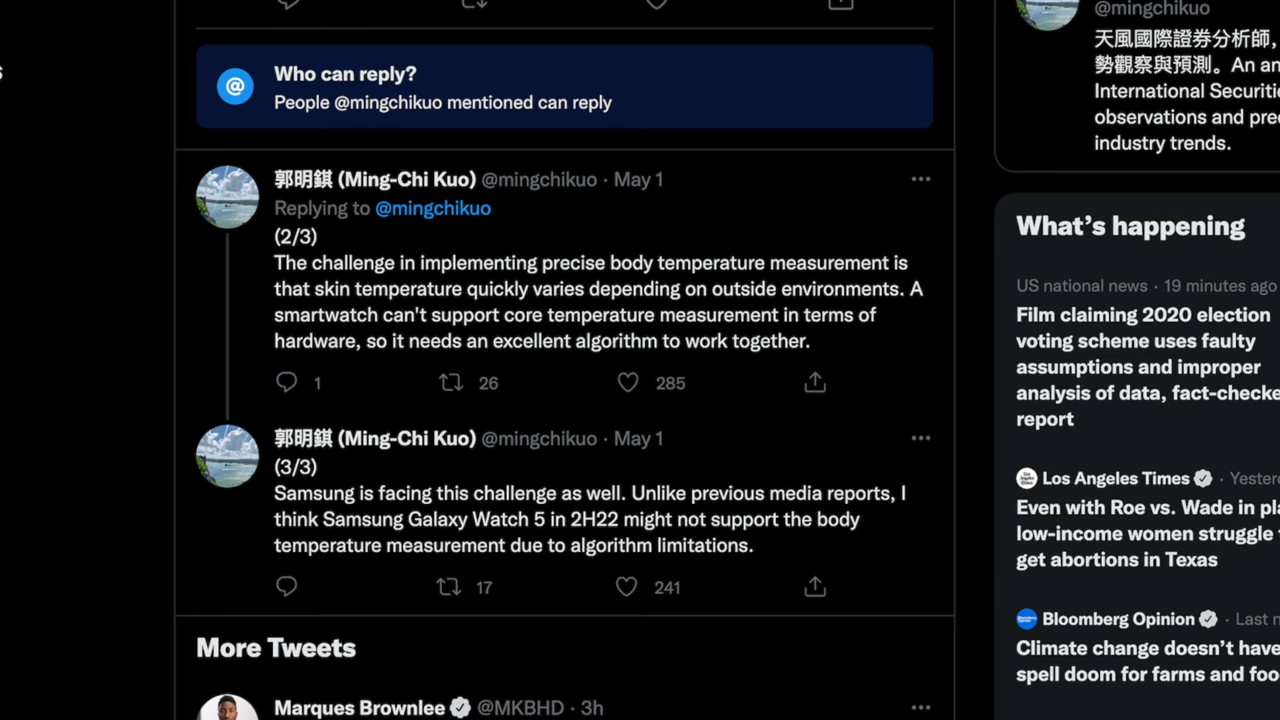 Who can reply?
People @mingchikuo mentioned can reply
郭明錤 (Ming-Chi Kuo) @mingchikuo · May 1
Replying to @mingchikuo
(2/3)
The challenge in implementing precise body temperature measurement is
that skin temperature quickly varies depending on outside environments. A
smartwatch can't support core temperature measurement in terms of
hardware, so it needs an excellent algorithm to work together.
1 26 285
郭明錤 (Ming-Chi Kuo) @mingchikuo · May 1
(3/3)
Samsung is facing this challenge as well. Unlike previous media reports, I
think Samsung Galaxy Watch 5 in 2H22 might not support the body
temperature measurement due to algorithm limitations.
17 241
More Tweets
Marques Brownlee @MKBHD · 3h
@mingchikuo
天風國際證券分析師,
勢觀察與預測。An an
International Securitie
observations and pred
industry trends.
What's happening
US national news · 19 minutes ago
Film claiming 2020 election
voting scheme uses faulty
assumptions and improper
analysis of data, fact-checke
report
Los Angeles Times · Yester
Even with Roe vs. Wade in pla
low-income women struggle
get abortions in Texas
Bloomberg Opinion · Last n
Climate change doesn't have
spell doom for farms and foo